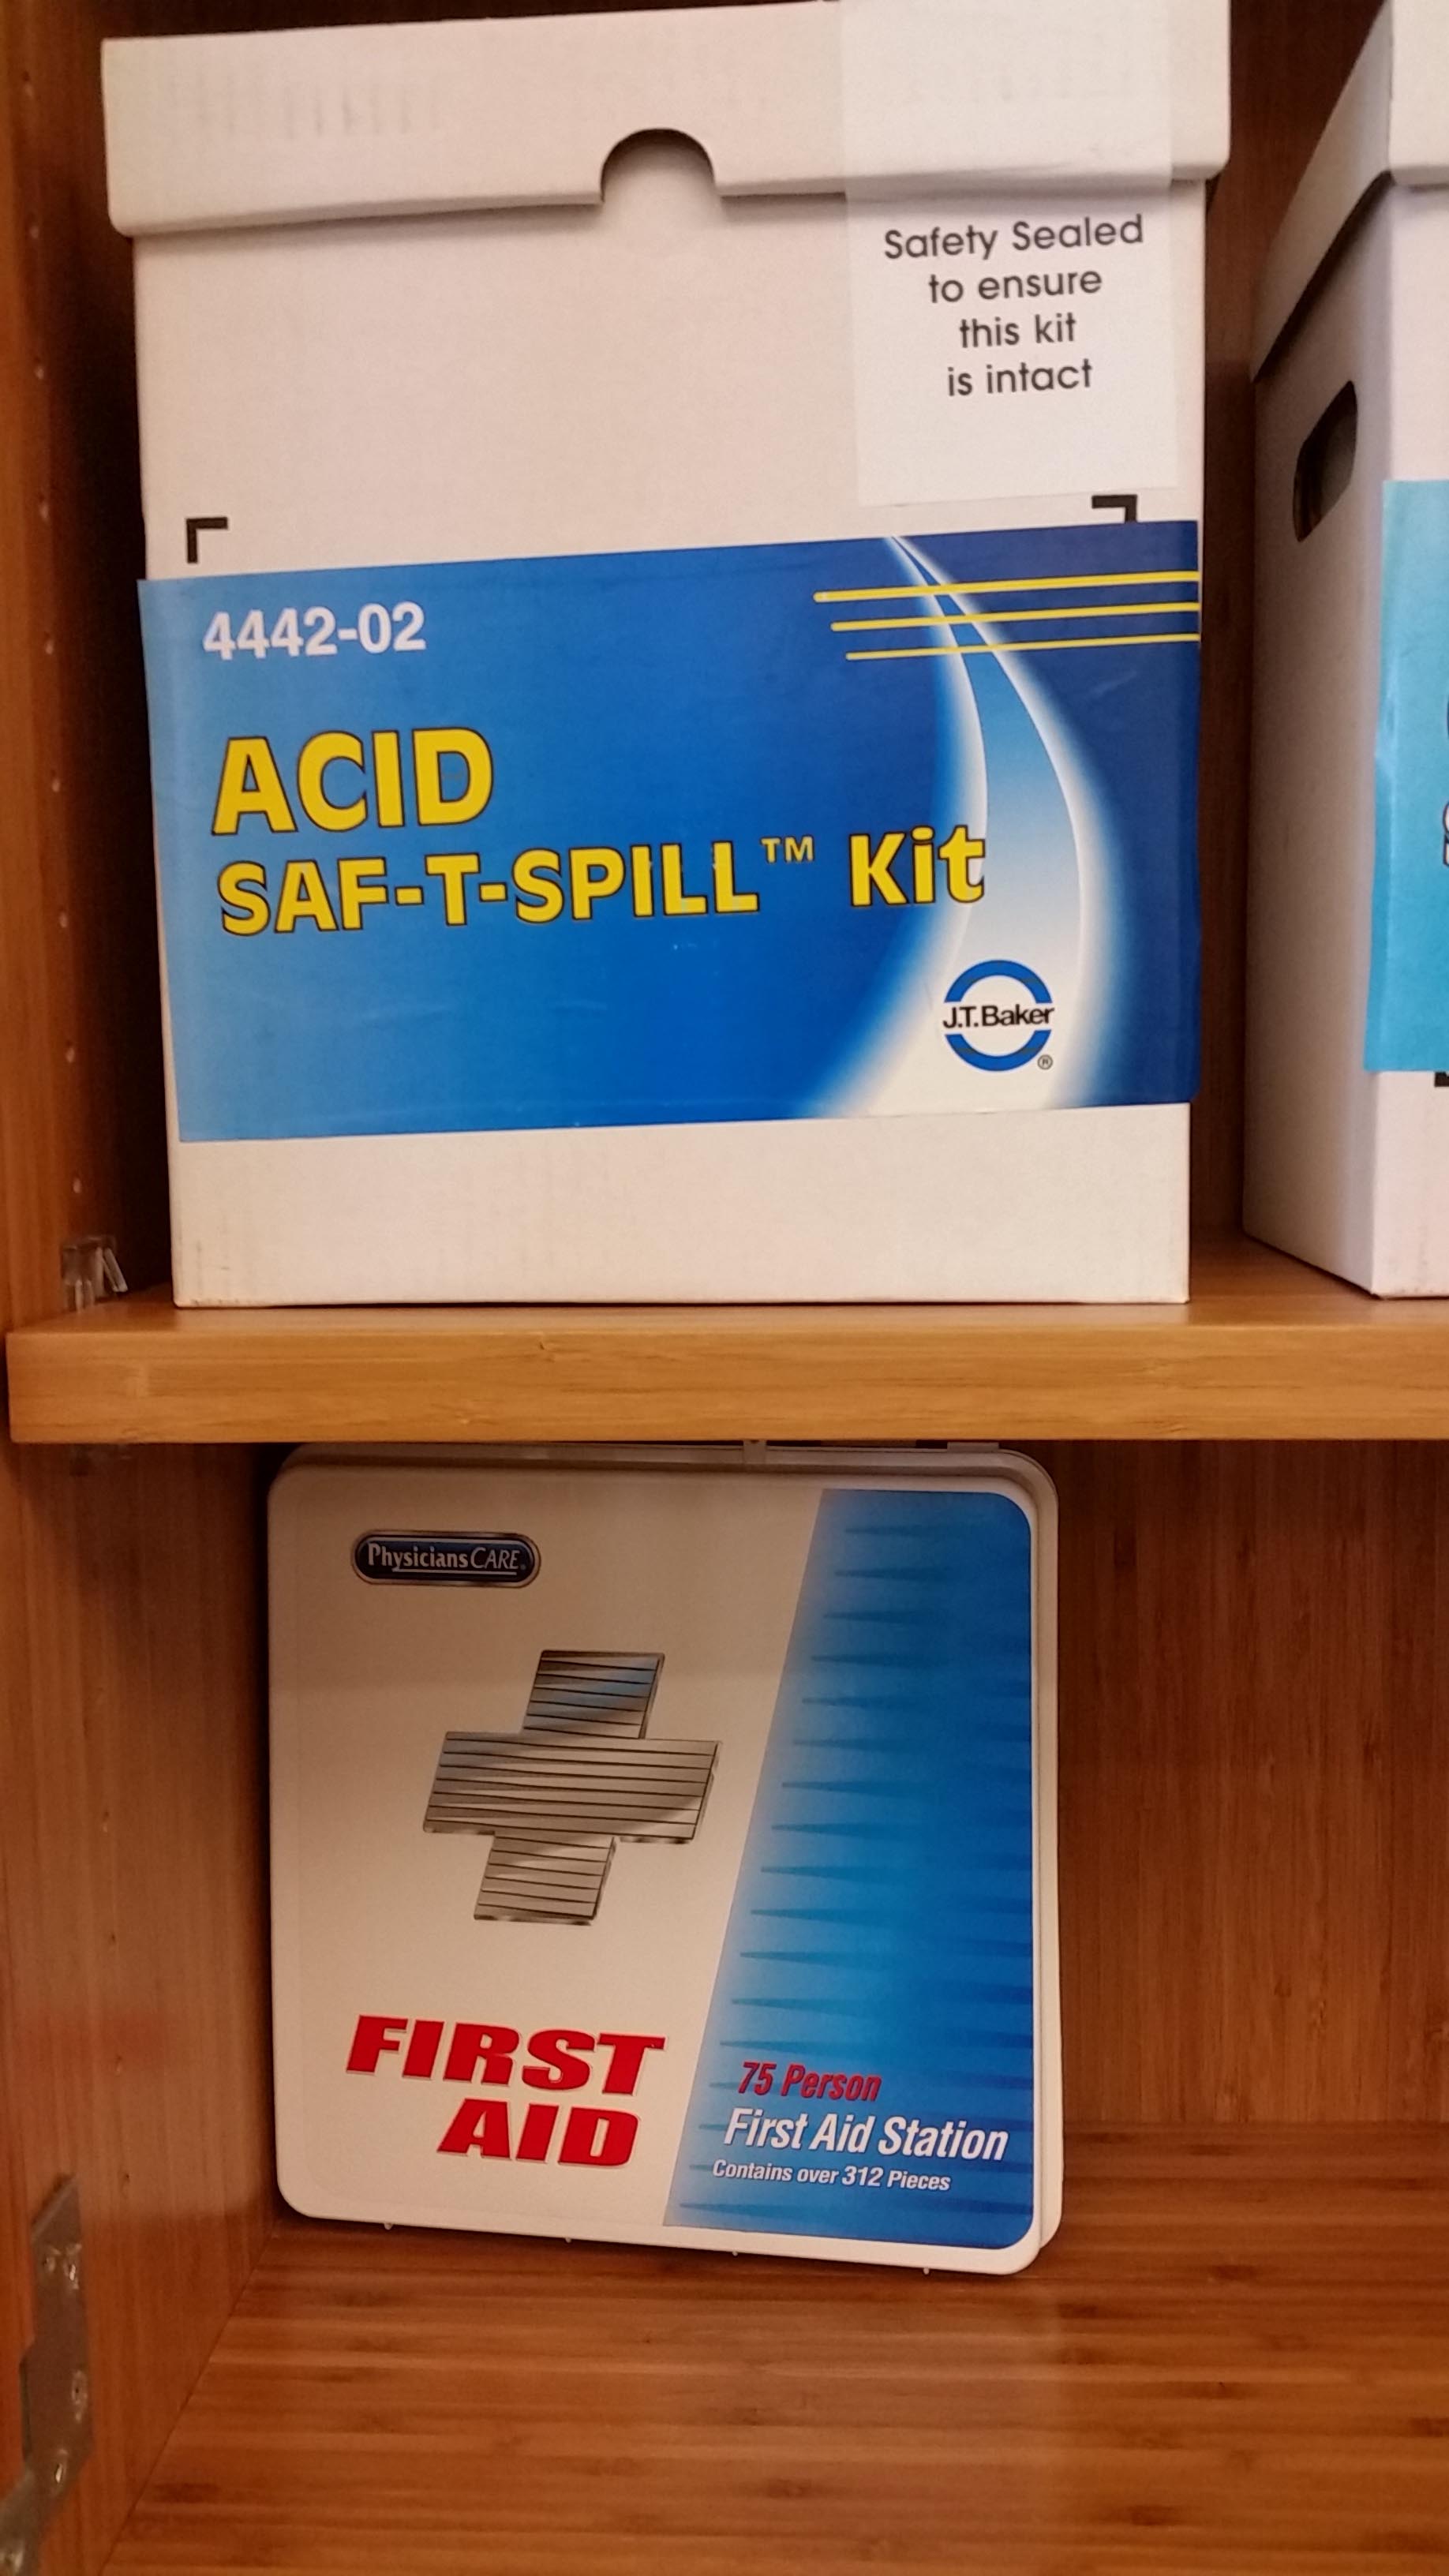 Safety Sealed
to ensure
this kit
is intact
4442-02
ACID
SAF-T-SPILL™ Kit
J.T.Baker
®
PhysiciansCARE®
FIRST
AID
75 Person
First Aid Station
Contains over 312 Pieces